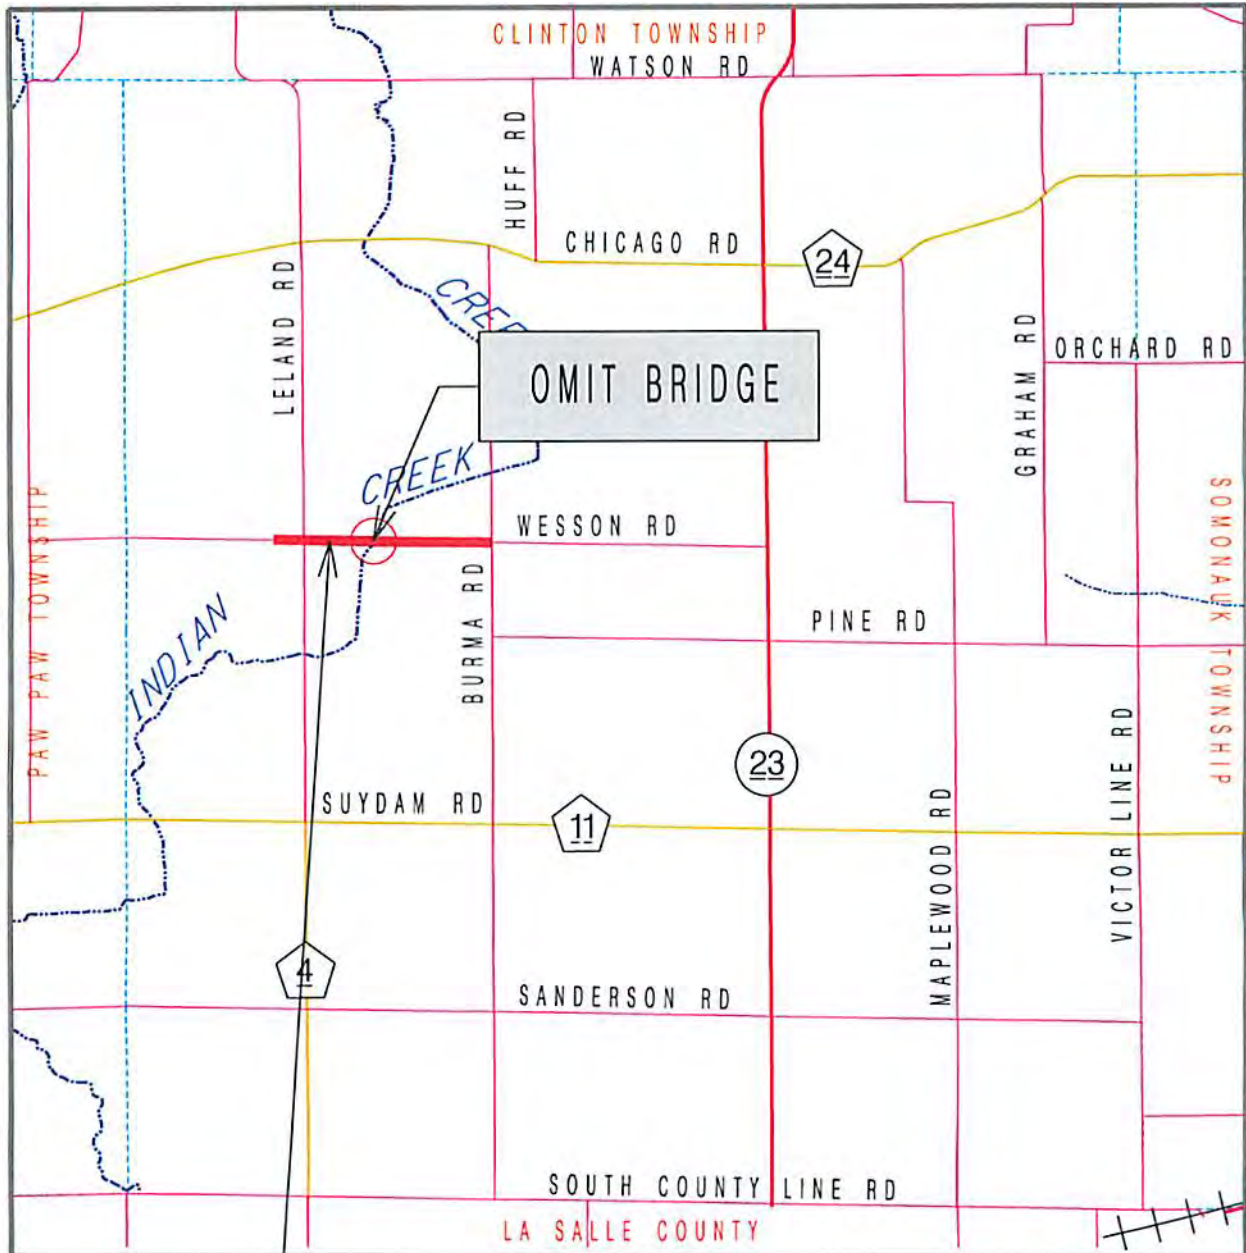 CLINTON TOWNSHIP
WATSON RD
HUFF RD
CHICAGO RD
24
LELAND RD
CREEK
OMIT BRIDGE
GRAHAM RD
ORCHARD RD
CREEK
PAW PAW TOWNSHIP
WESSON RD
SOMONAUK TOWNSHIP
BURMA RD
INDIAN
PINE RD
23
SUYDAM RD
11
MAPLEWOOD RD
VICTOR LINE RD
4
SANDERSON RD
SOUTH COUNTY LINE RD
LA SALLE COUNTY